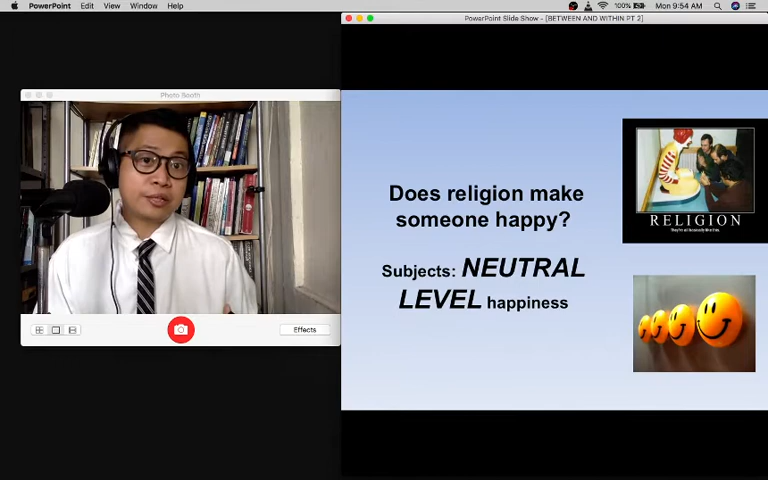 PowerPoint Edit View Window Help
100% Mon 9:54 AM
PowerPoint Slide Show - [BETWEEN AND WITHIN PT 2]
Photo Booth
Does religion make
someone happy?
Subjects: NEUTRAL
LEVEL happiness
RELIGION
Effects